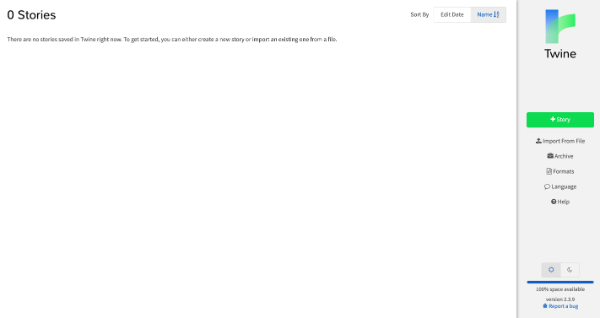 0 Stories
Sort By Edit Date Name
There are no stories saved in Twine right now. To get started, you can either create a new story or import an existing one from a file.
Twine
+ Story
Import From File
Archive
Formats
Language
Help
100% space available
version 2.3.9
Report a bug